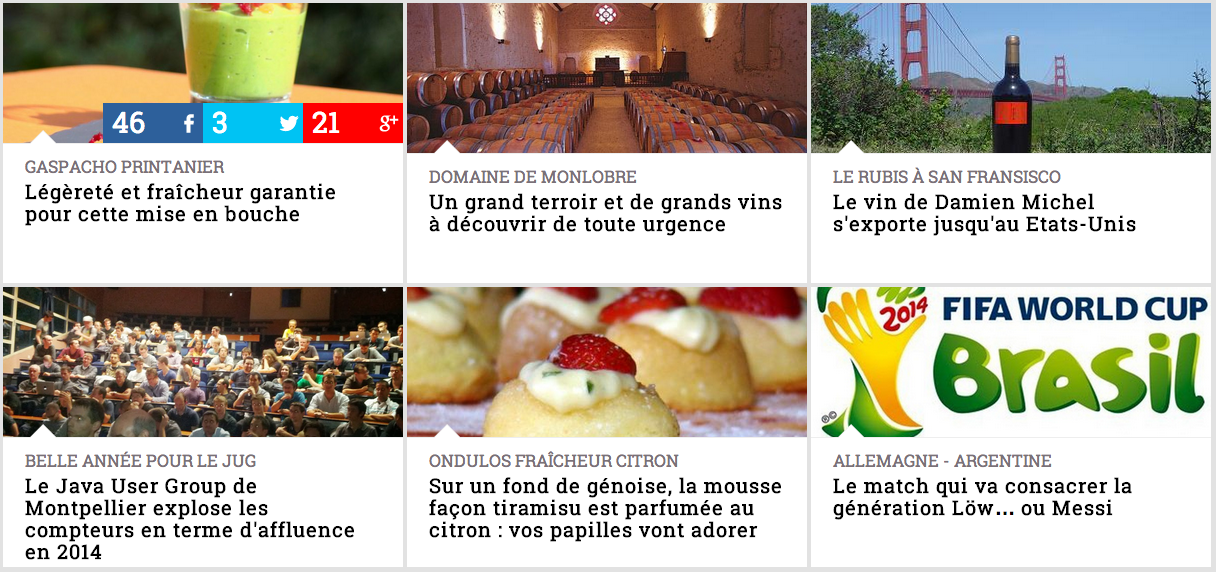 46 f 3 21 g+
GASPACHO PRINTANIER
Légèreté et fraîcheur garantie
pour cette mise en bouche
DOMAINE DE MONLOBRE
Un grand terroir et de grands vins
à découvrir de toute urgence
LE RUBIS À SAN FRANSISCO
Le vin de Damien Michel
s'exporte jusqu'au Etats-Unis
BELLE ANNÉE POUR LE JUG
Le Java User Group de
Montpellier explose les
compteurs en terme d'affluence
en 2014
ONDULOS FRAÎCHEUR CITRON
Sur un fond de génoise, la mousse
façon tiramisu est parfumée au
citron : vos papilles vont adorer
2014
FIFA WORLD CUP
Brasil
©©
ALLEMAGNE - ARGENTINE
Le match qui va consacrer la
génération Löw... ou Messi